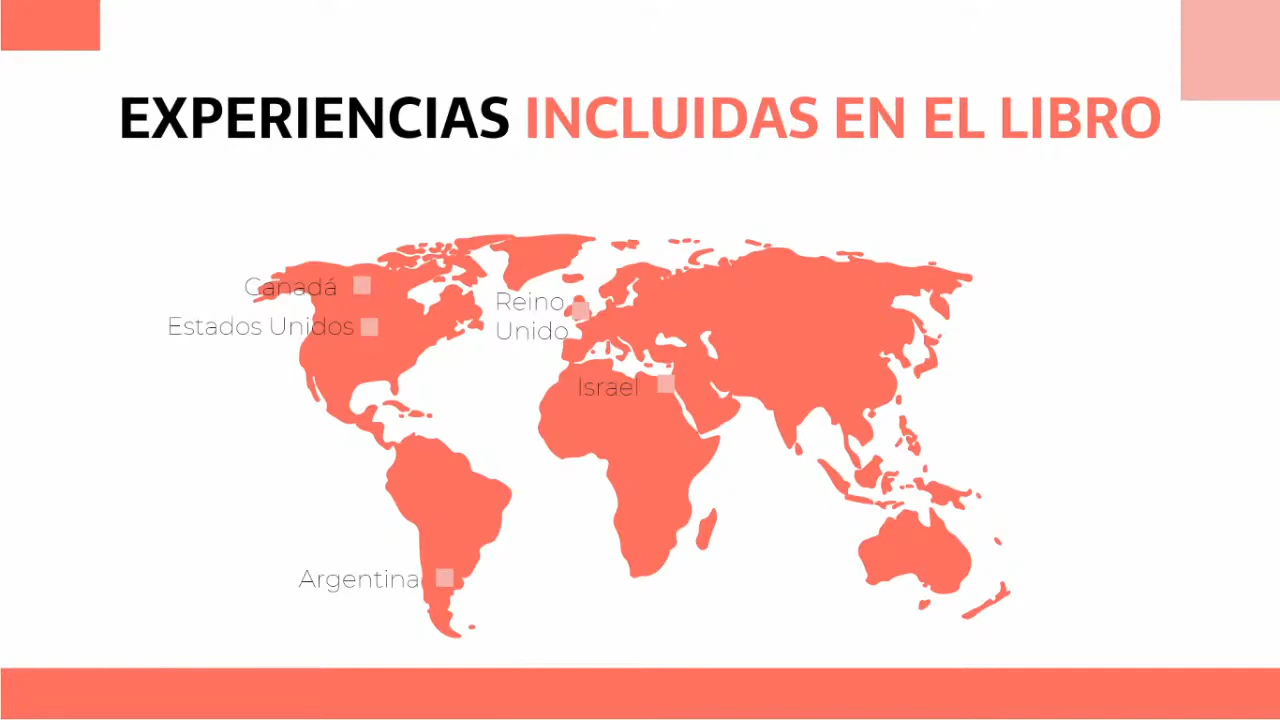 EXPERIENCIAS INCLUIDAS EN EL LIBRO
Canadá
Estados Unidos
Reino
Unido
Israel
Argentina